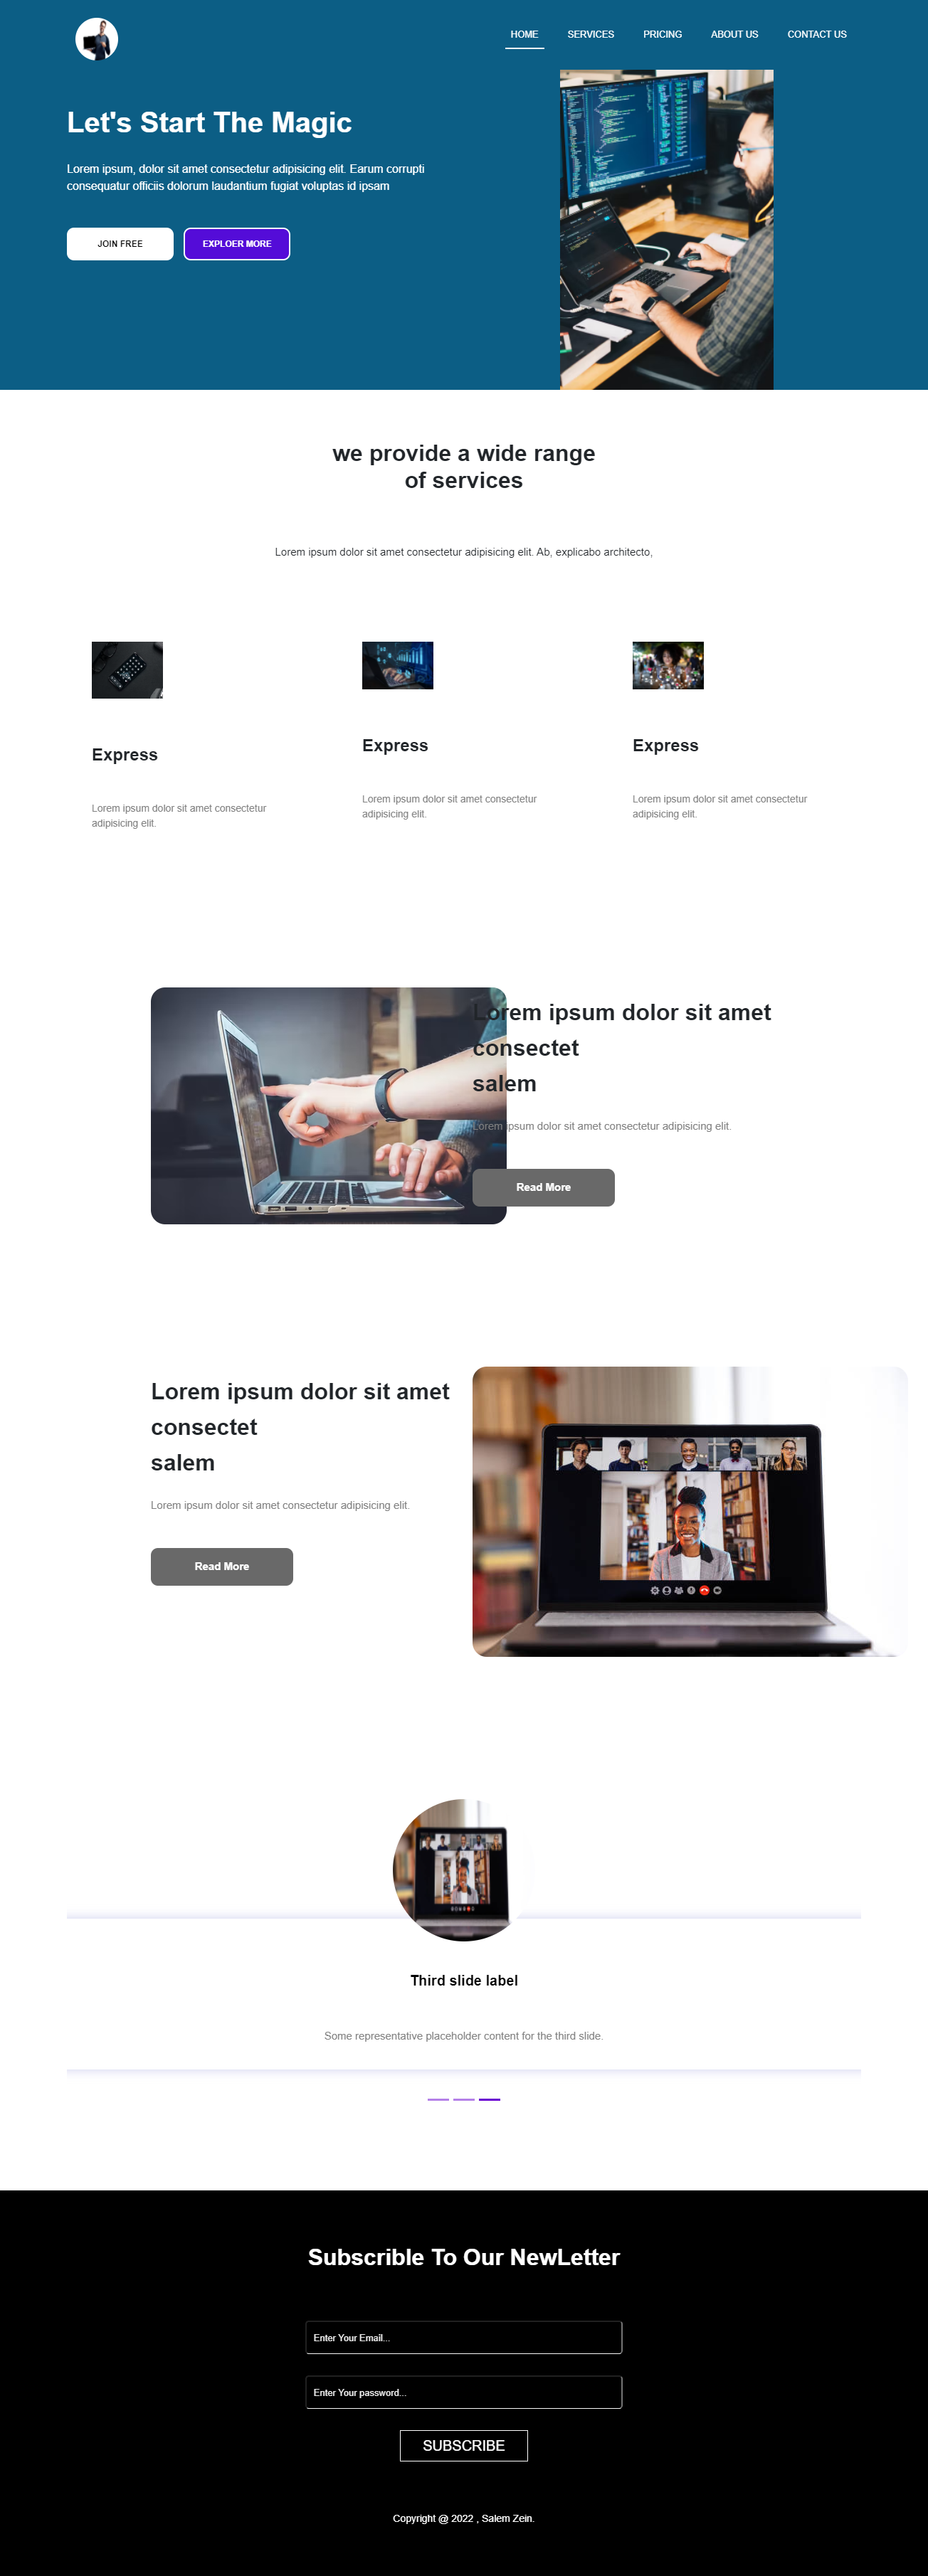 HOME SERVICES PRICING ABOUT US CONTACT US
Let's Start The Magic
Lorem ipsum, dolor sit amet consectetur adipisicing elit. Earum corrupti
consequatur officiis dolorum laudantium fugiat voluptas id ipsam
JOIN FREE EXPLOER MORE
we provide a wide range
of services
Lorem ipsum dolor sit amet consectetur adipisicing elit. Ab, explicabo architecto,
Express
Lorem ipsum dolor sit amet consectetur
adipisicing elit.
Express
Lorem ipsum dolor sit amet consectetur
adipisicing elit.
Express
Lorem ipsum dolor sit amet consectetur
adipisicing elit.
Lorem ipsum dolor sit amet
consectet
salem
Lorem ipsum dolor sit amet consectetur adipisicing elit.
Read More
Lorem ipsum dolor sit amet
consectet
salem
Lorem ipsum dolor sit amet consectetur adipisicing elit.
Read More
Third slide label
Some representative placeholder content for the third slide.
Subscrible To Our NewLetter
Enter Your Email...
Enter Your password...
SUBSCRIBE
Copyright @ 2022 , Salem Zein.